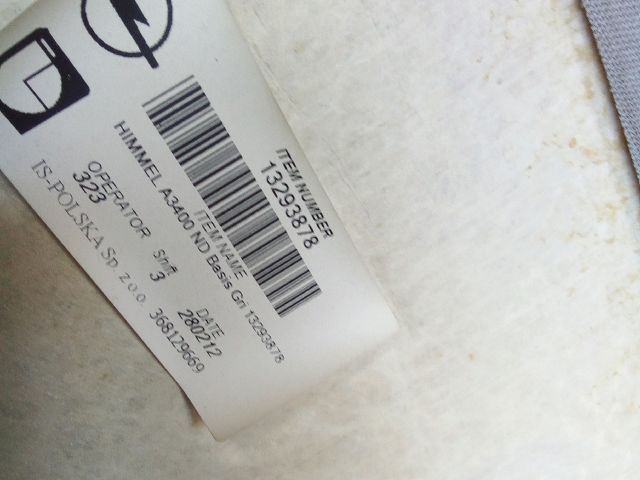 ITEM NUMBER
13293878
ITEM NAME
HIMMEL A3400 ND Basis Gri 13293878
OPERATOR Shift DATE
323 3 280212
IS-POLSKA Sp. z o.o. 368129669